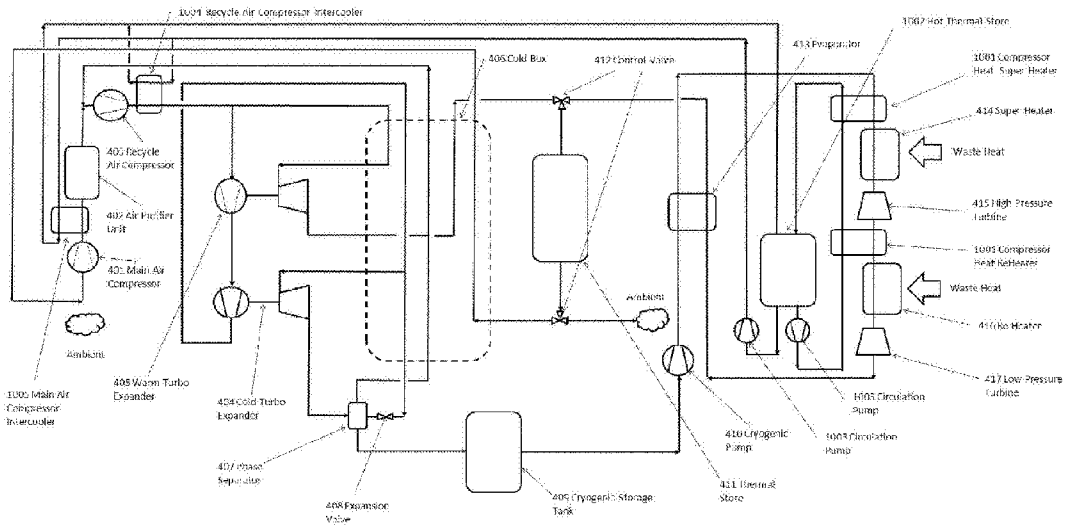 1004 Recycle Air Compressor Intercooler
1002 Hot Thermal Store
413 Evaporator
406 Cold Box
412 Control Valve
1001 Compressor
Heat Super Heater
414 Super Heater
Waste Heat
Recycle
Air Compressor
402 Air Purifier
Unit
415 High Pressure
Turbine
401 Main Air
Compressor
Compressor
Heat ReHeater
Ambient
Waste Heat
Ambient
416 Re Heater
405 Warm Turbo
Expander
404 Cold Turbo
Expander
417 Low Pressure
Turbine
1005 Main Air
Compressor
Intercooler
Circulation
Pump
410 Cryogenic
Pump
1003 Circulation
Pump
407 Phase
Separator
411 Thermal
Store
409 Cryogenic Storage
Tank
408 Expansion
Valve